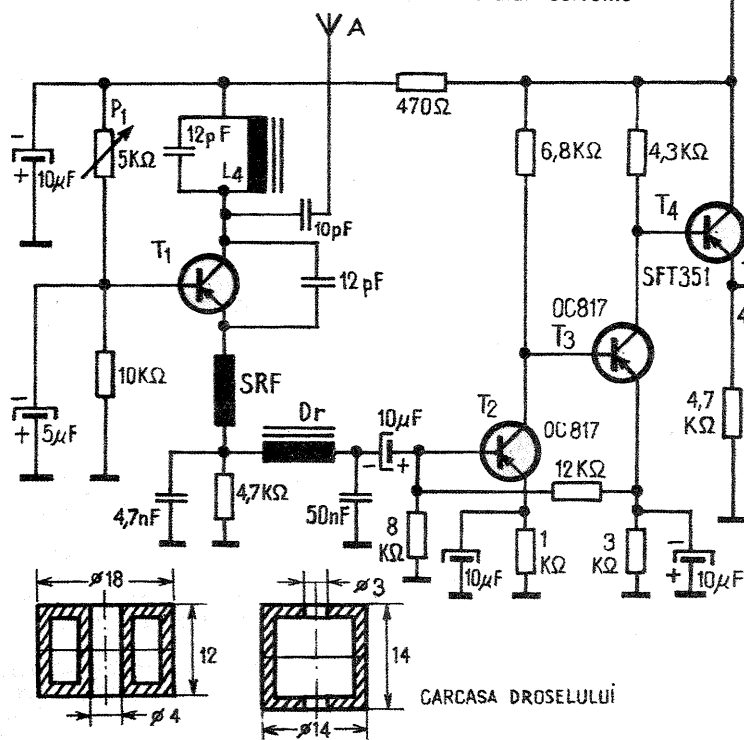 A
P1
5KΩ
10µF
12pF
L4
470Ω
6,8KΩ
4,3KΩ
T1
10pF
12pF
T4
SFT351
OC817
T3
10KΩ
SRF
5µF
Dr
10µF
T2
OC817
4,7
KΩ
12KΩ
4,7nF
4,7KΩ
50nF
8
KΩ
10µF
1
KΩ
3
KΩ
10µF
ø18
ø3
12
14
ø4
ø14
CARCASA DROSELULUI